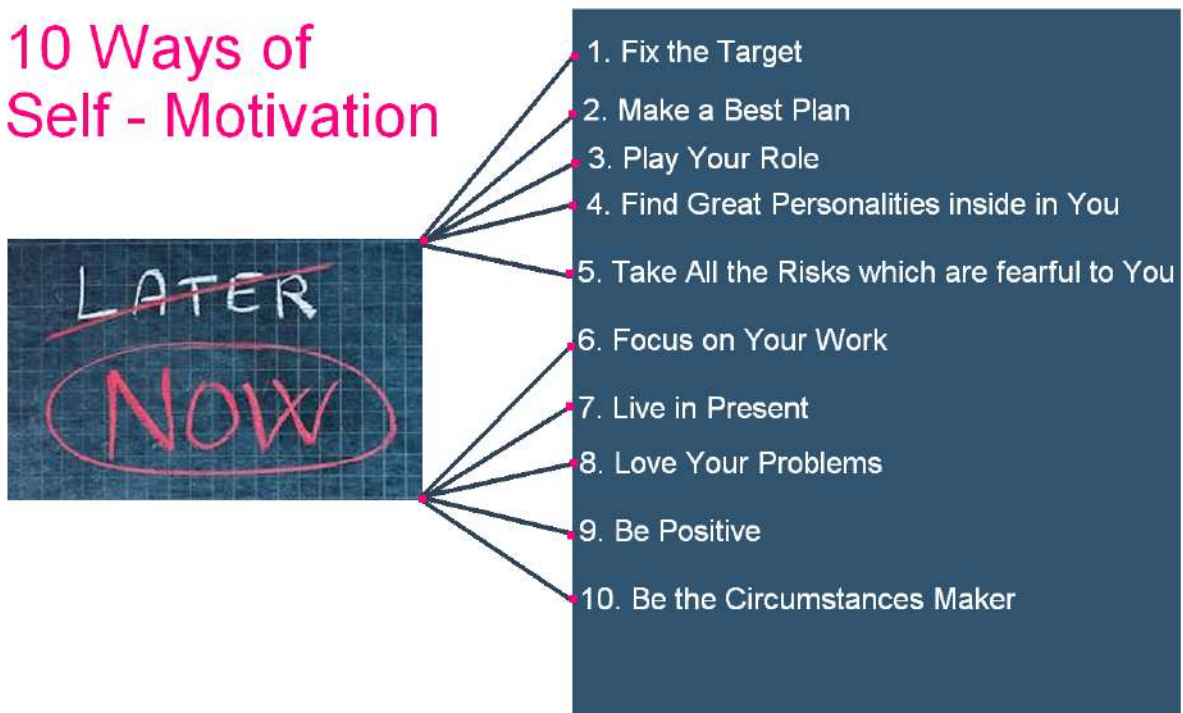 10 Ways of
Self - Motivation
LATER
NOW
1. Fix the Target
2. Make a Best Plan
3. Play Your Role
4. Find Great Personalities inside in You
5. Take All the Risks which are fearful to You
6. Focus on Your Work
7. Live in Present
8. Love Your Problems
9. Be Positive
10. Be the Circumstances Maker